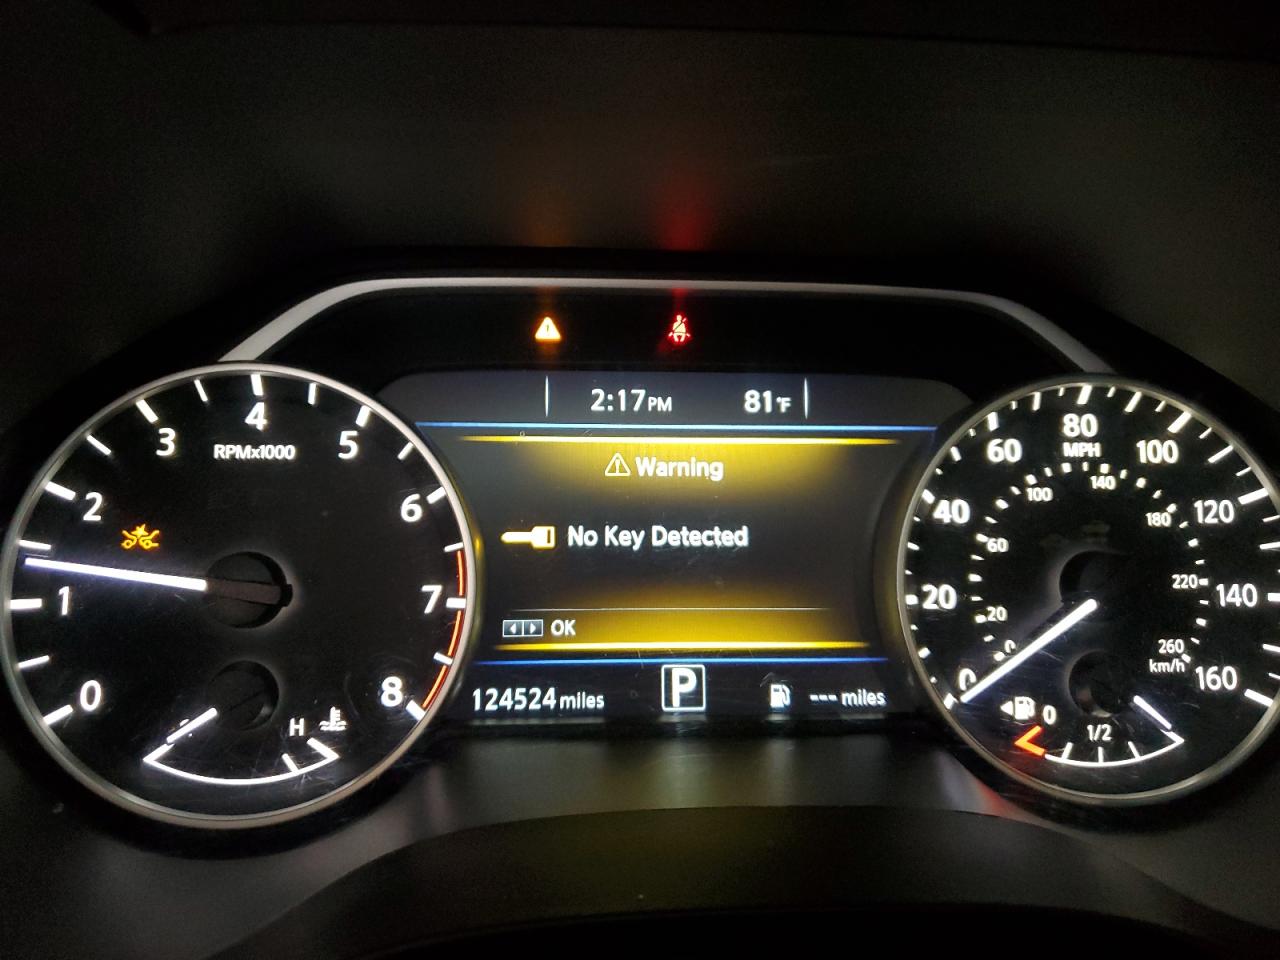 2:17PM 81°F
Warning
No Key Detected
OK
124524 miles P --- miles
0 1 2 3 4 5 6 7 8
RPMx1000
H
0 20 40 60 80 100 120 140 160
MPH
0 20 60 100 140 180 220 260
km/h
0 1/2